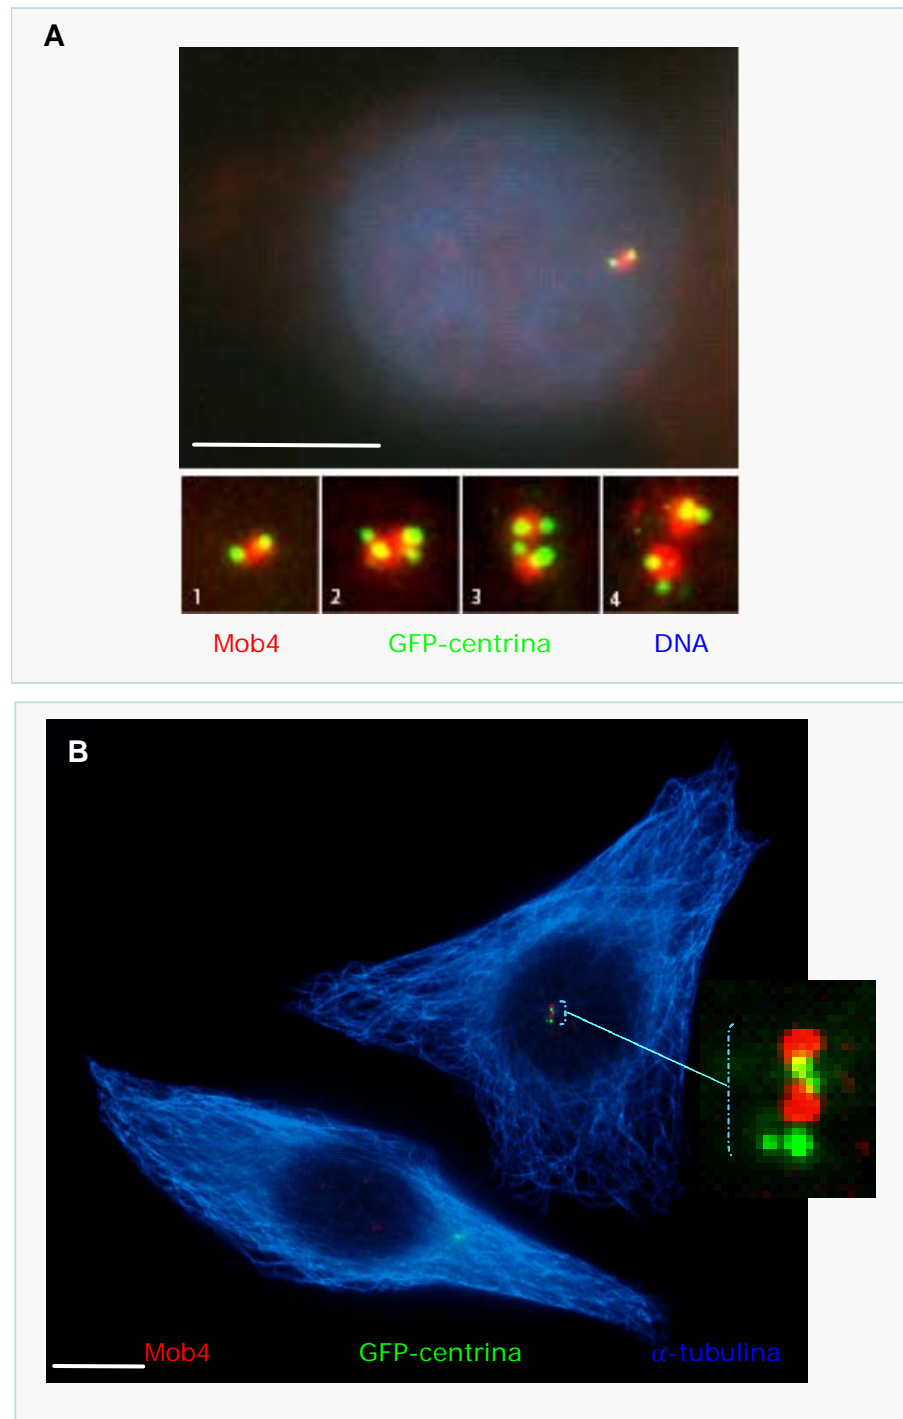 A
1 2 3 4
Mob4 GFP-centrina DNA
B
Mob4 GFP-centrina α-tubulina